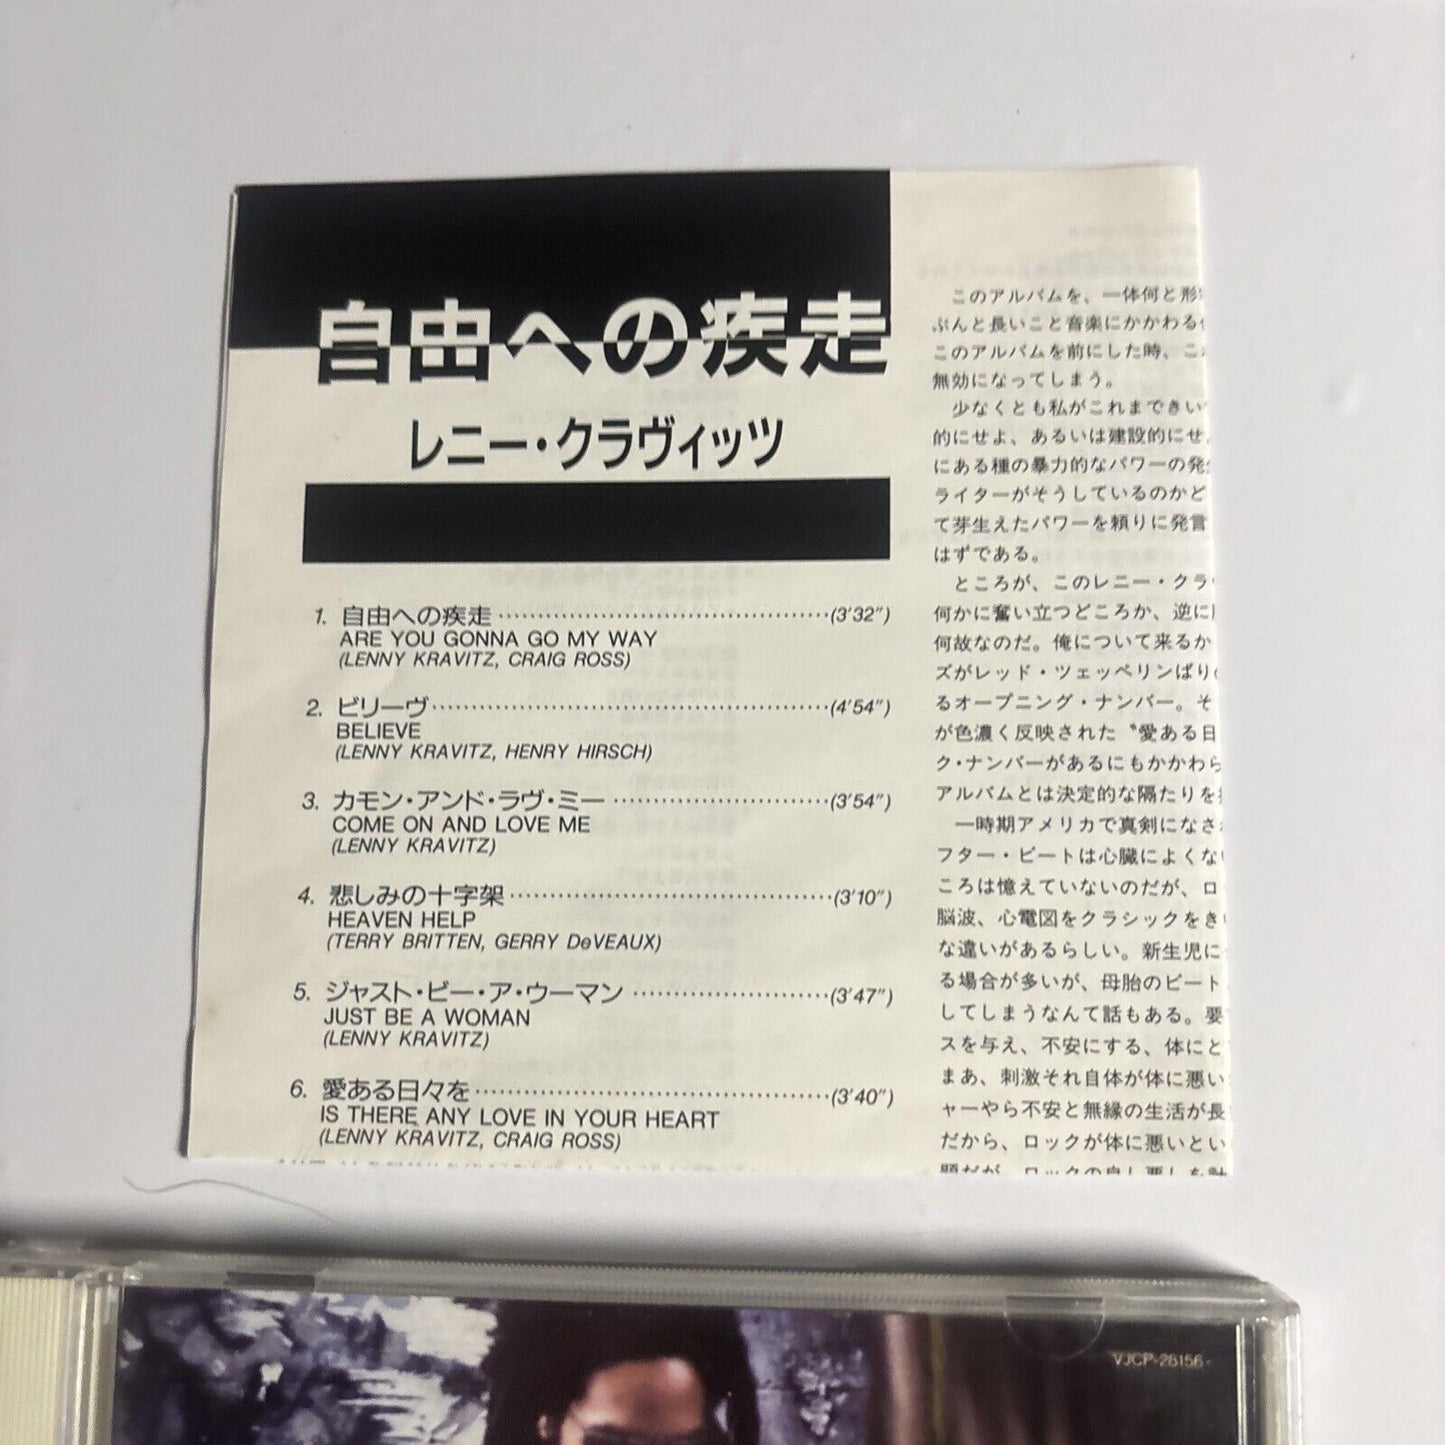 自由への疾走
レニー・クラヴィッツ
1. 自由への疾走 (3'32")
ARE YOU GONNA GO MY WAY
(LENNY KRAVITZ, CRAIG ROSS)
2. ビリーヴ (4'54")
BELIEVE
(LENNY KRAVITZ, HENRY HIRSCH)
3. カモン・アンド・ラヴ・ミー (3'54")
COME ON AND LOVE ME
(LENNY KRAVITZ)
4. 悲しみの十字架 (3'10")
HEAVEN HELP
(TERRY BRITTEN, GERRY DeVEAUX)
5. ジャスト・ビー・ア・ウーマン (3'47")
JUST BE A WOMAN
(LENNY KRAVITZ)
6. 愛ある日々を (3'40")
IS THERE ANY LOVE IN YOUR HEART
(LENNY KRAVITZ, CRAIG ROSS)
このアルバムを、一体何と形
ぶんと長いこと音楽にかかわる
このアルバムを前にした時、こ
無効になってしまう。
少なくとも私がこれまできい
的にせよ、あるいは建設的にせ
にある種の暴力的なパワーの発
ライターがそうしているのかど
て芽生えたパワーを頼りに発言
はずである。
ところが、このレニー・クラ
何かに奮い立つどころか、逆に
何故なのだ。俺について来るか
ズがレッド・ツェッペリンばり
るオープニング・ナンバー。そ
が色濃く反映された〝愛ある日
ク・ナンバーがあるにもかかわら
アルバムとは決定的な隔たりを
一時期アメリカで真剣になさ
フター・ビートは心臓によくな
ころは憶えていないのだが、ロ
脳波、心電図をクラシックをき
な違いがあるらしい。新生児に
る場合が多いが、母胎のビート
してしまうなんて話もある。要
スを与え、不安にする、体にと
まあ、刺激それ自体が体に悪い
ャーやら不安と無縁の生活が長
だから、ロックが体に悪いとい
VJCP-28156